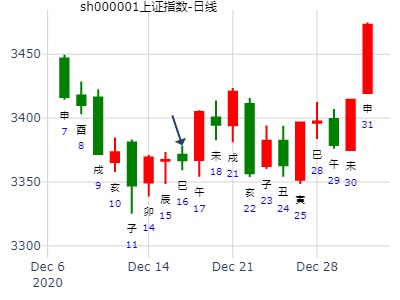 sh000001上证指数-日线
3450
3400
3350
3300
申
7
酉
8
戌
9
亥
10
子
11
卯
14
辰
15
巳
16
午
17
未
18
戌
21
亥
22
子
23
丑
24
寅
25
巳
28
午
29
未
30
申
31
Dec 6
2020
Dec 14
Dec 21
Dec 28